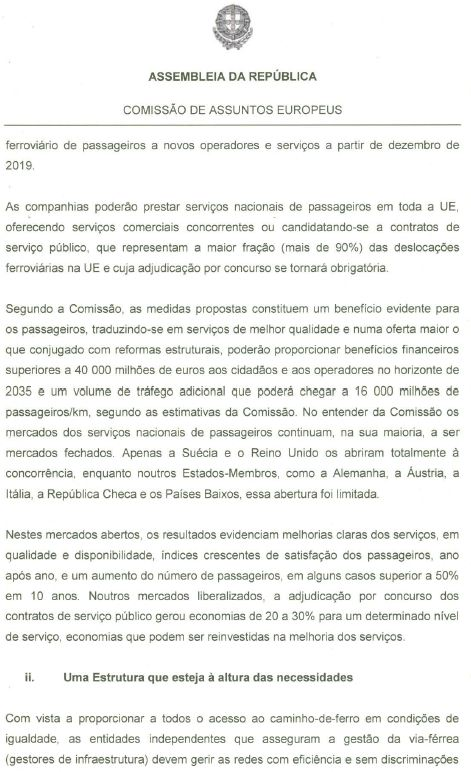 ASSEMBLEIA DA REPÚBLICA
COMISSÃO DE ASSUNTOS EUROPEUS
ferroviário de passageiros a novos operadores e serviços a partir de dezembro de
2019.
As companhias poderão prestar serviços nacionais de passageiros em toda a UE,
oferecendo serviços comerciais concorrentes ou candidatando-se a contratos de
serviço público, que representam a maior fração (mais de 90%) das deslocações
ferroviárias na UE e cuja adjudicação por concurso se tornará obrigatória.
Segundo a Comissão, as medidas propostas constituem um benefício evidente para
os passageiros, traduzindo-se em serviços de melhor qualidade e numa oferta maior o
que conjugado com reformas estruturais, poderão proporcionar benefícios financeiros
superiores a 40 000 milhões de euros aos cidadãos e aos operadores no horizonte de
2035 e um volume de tráfego adicional que poderá chegar a 16 000 milhões de
passageiros/km, segundo as estimativas da Comissão. No entender da Comissão os
mercados dos serviços nacionais de passageiros continuam, na sua maioria, a ser
mercados fechados. Apenas a Suécia e o Reino Unido os abriram totalmente à
concorrência, enquanto noutros Estados-Membros, como a Alemanha, a Áustria, a
Itália, a República Checa e os Países Baixos, essa abertura foi limitada.
Nestes mercados abertos, os resultados evidenciam melhorias claras dos serviços, em
qualidade e disponibilidade, índices crescentes de satisfação dos passageiros, ano
após ano, e um aumento do número de passageiros, em alguns casos superior a 50%
em 10 anos. Noutros mercados liberalizados, a adjudicação por concurso dos
contratos de serviço público gerou economias de 20 a 30% para um determinado nível
de serviço, economias que podem ser reinvestidas na melhoria dos serviços.
ii. Uma Estrutura que esteja à altura das necessidades
Com vista a proporcionar a todos o acesso ao caminho-de-ferro em condições de
igualdade, as entidades independentes que asseguram a gestão da via-férrea
(gestores de infraestrutura) devem gerir as redes com eficiência e sem discriminações